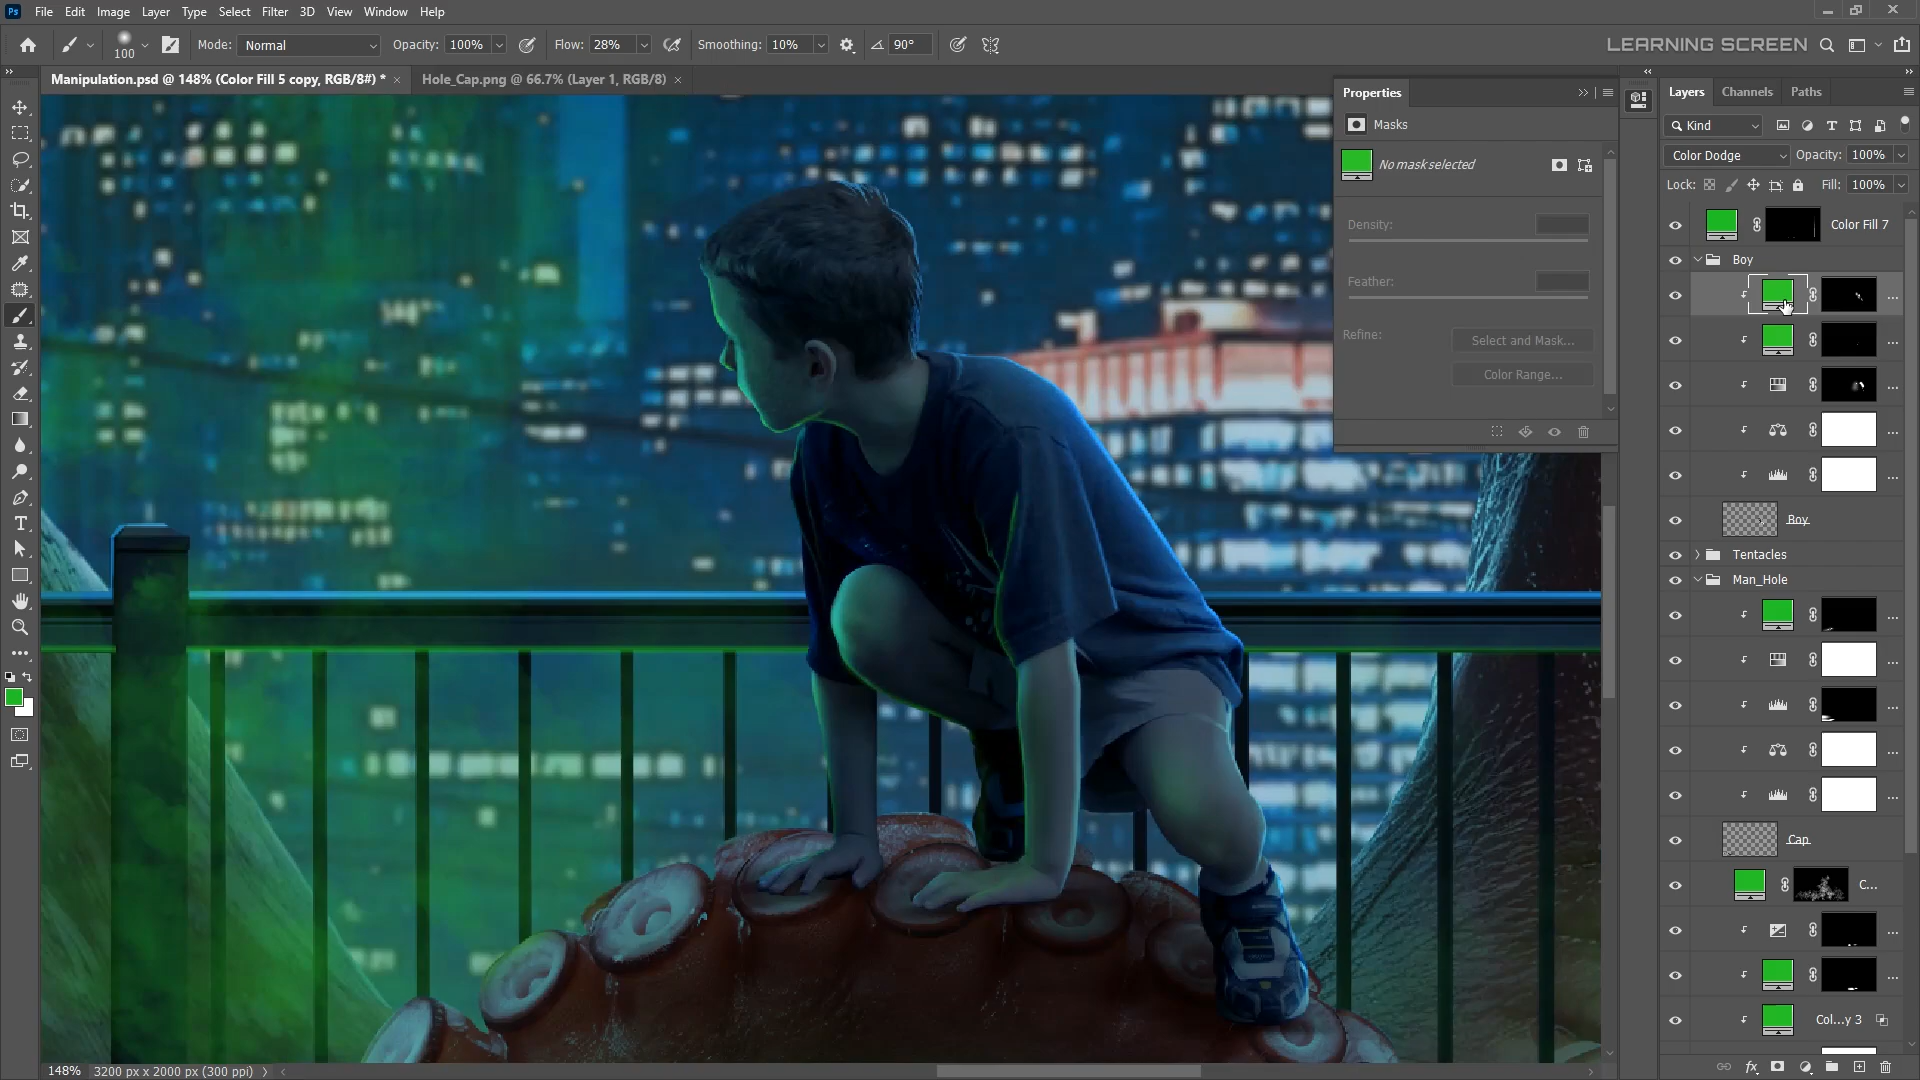 Ps File Edit Image Layer Type Select Filter 3D View Window Help
100 Mode: Normal Opacity: 100% Flow: 28% Smoothing: 10% 90° LEARNING SCREEN
Manipulation.psd @ 148% (Color Fill 5 copy, RGB/8#) * × Hole_Cap.png @ 66.7% (Layer 1, RGB/8) ×
Properties
Masks
No mask selected
Density:
Feather:
Refine: Select and Mask...
Color Range...
Layers Channels Paths
Kind
Color Dodge Opacity: 100%
Lock: Fill: 100%
Color Fill 7
Boy
...
...
...
...
...
Boy
Tentacles
Man_Hole
...
...
...
...
...
Cap
C...
...
...
Col...y 3
148% 3200 px x 2000 px (300 ppi)